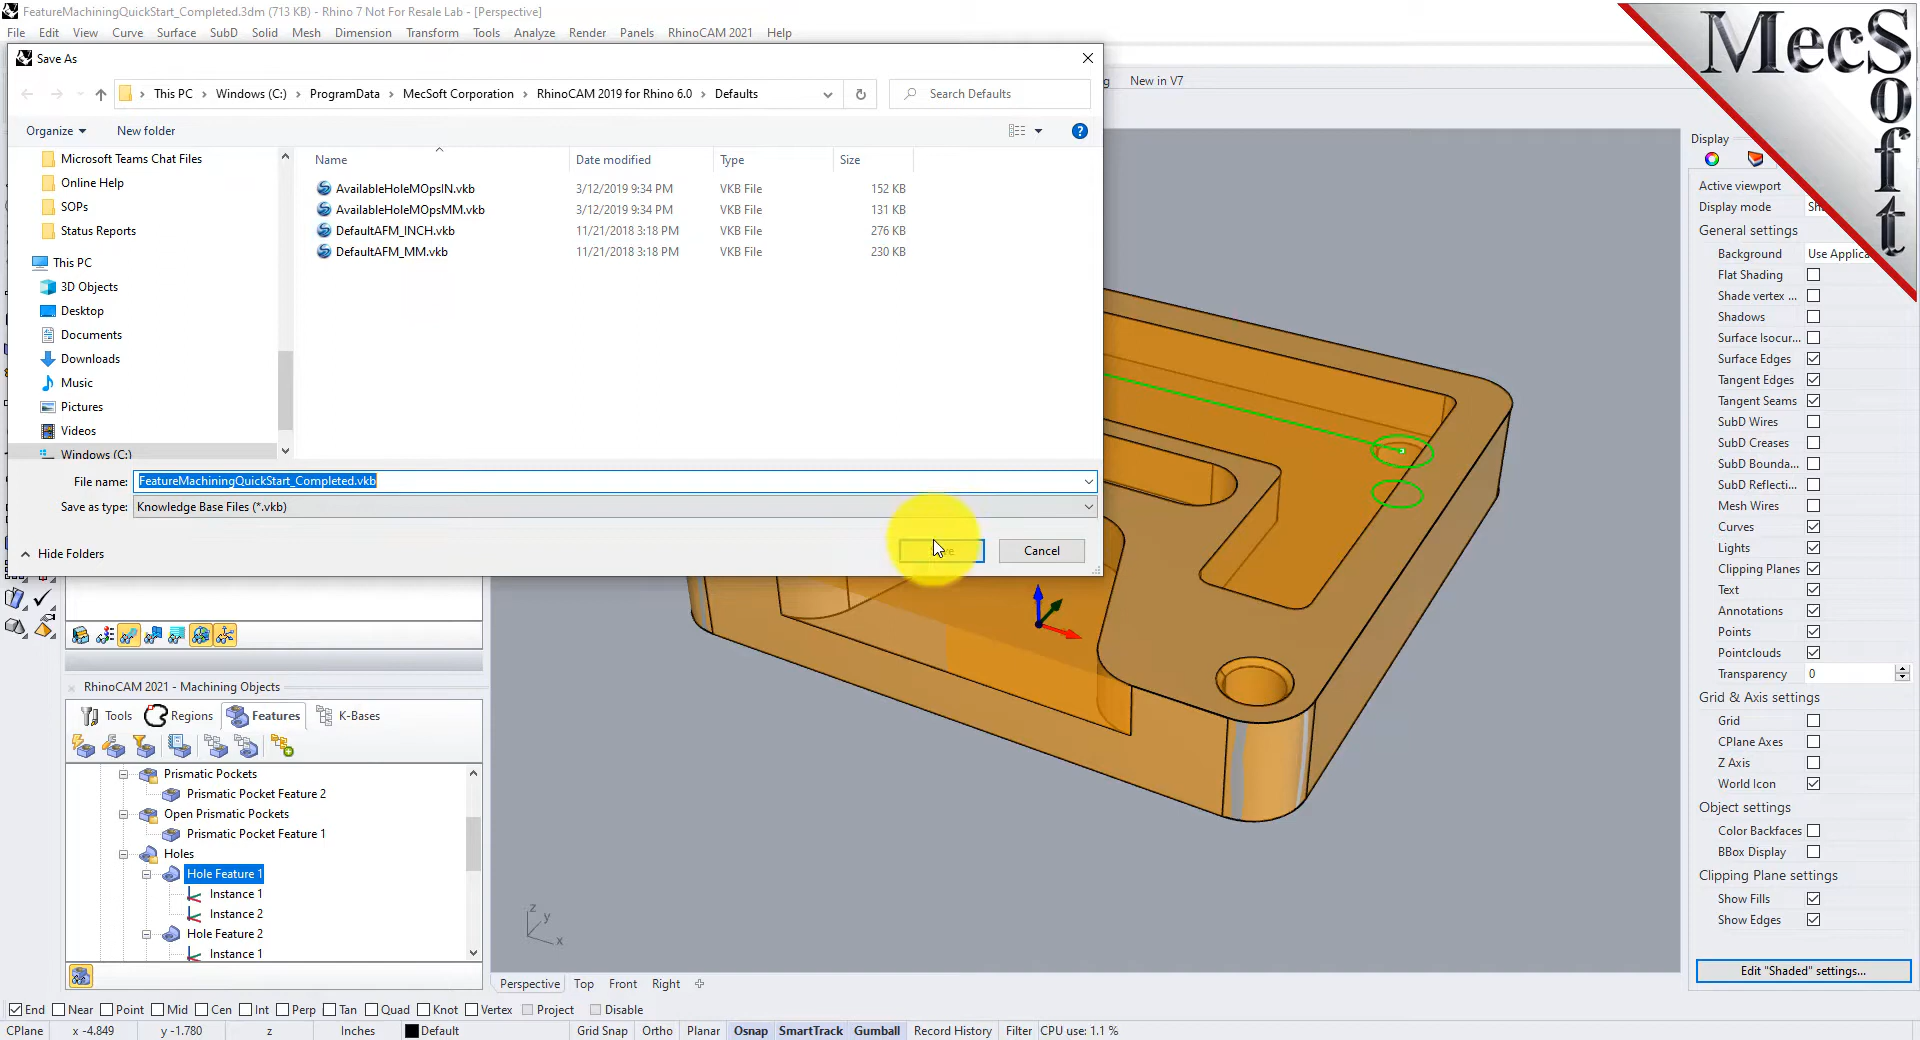 FeatureMachiningQuickStart_Completed.3dm (713 KB) - Rhino 7 Not For Resale Lab - [Perspective]
File Edit View Curve Surface SubD Solid Mesh Dimension Transform Tools Analyze Render Panels RhinoCAM 2021 Help
MecSoft
Save As
New in V7
This PC > Windows (C:) > ProgramData > MecSoft Corporation > RhinoCAM 2019 for Rhino 6.0 > Defaults
Search Defaults
Organize New folder
Name Date modified Type Size
Microsoft Teams Chat Files
Online Help
SOPs
Status Reports
This PC
3D Objects
Desktop
Documents
Downloads
Music
Pictures
Videos
Windows (C:)
AvailableHoleMOpsIN.vkb 3/12/2019 9:34 PM VKB File 152 KB
AvailableHoleMOpsMM.vkb 3/12/2019 9:34 PM VKB File 131 KB
DefaultAFM_INCH.vkb 11/21/2018 3:18 PM VKB File 276 KB
DefaultAFM_MM.vkb 11/21/2018 3:18 PM VKB File 230 KB
File name: FeatureMachiningQuickStart_Completed.vkb
Save as type: Knowledge Base Files (*.vkb)
Hide Folders
Cancel
RhinoCAM 2021 - Machining Objects
Tools Regions Features K-Bases
Prismatic Pockets
Prismatic Pocket Feature 2
Open Prismatic Pockets
Prismatic Pocket Feature 1
Holes
Hole Feature 1
Instance 1
Instance 2
Hole Feature 2
Instance 1
z
y
x
Display
Active viewport
Display mode
General settings
Background Use Applica
Flat Shading
Shade vertex ...
Shadows
Surface Isocur...
Surface Edges
Tangent Edges
Tangent Seams
SubD Wires
SubD Creases
SubD Bounda...
SubD Reflecti...
Mesh Wires
Curves
Lights
Clipping Planes
Text
Annotations
Points
Pointclouds
Transparency 0
Grid & Axis settings
Grid
CPlane Axes
Z Axis
World Icon
Object settings
Color Backfaces
BBox Display
Clipping Plane settings
Show Fills
Show Edges
Edit "Shaded" settings...
Perspective Top Front Right
End Near Point Mid Cen Int Perp Tan Quad Knot Vertex Project Disable
CPlane x -4.849 y -1.780 z Inches Default Grid Snap Ortho Planar Osnap SmartTrack Gumball Record History Filter CPU use: 1.1 %